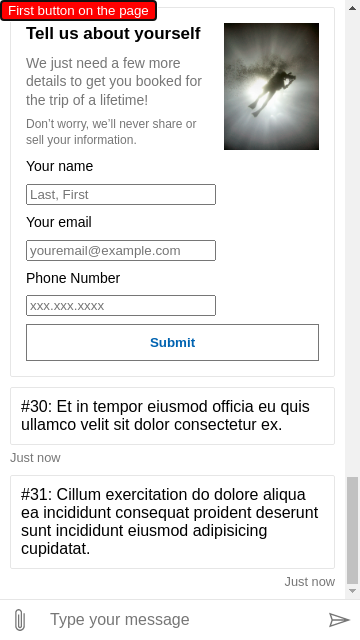 First button on the page
Tell us about yourself
We just need a few more
details to get you booked for
the trip of a lifetime!
Don’t worry, we’ll never share or
sell your information.
Your name
Last, First
Your email
youremail@example.com
Phone Number
xxx.xxx.xxxx
Submit
#30: Et in tempor eiusmod officia eu quis
ullamco velit sit dolor consectetur ex.
Just now
#31: Cillum exercitation do dolore aliqua
ea incididunt consequat proident deserunt
sunt incididunt eiusmod adipisicing
cupidatat.
Just now
Type your message